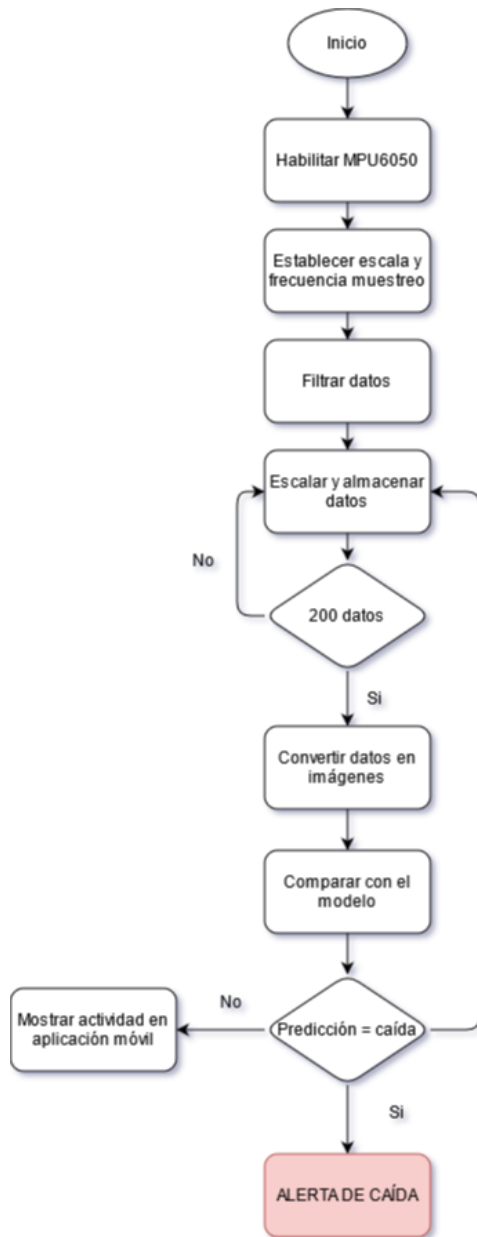 Inicio
Habilitar MPU6050
Establecer escala y
frecuencia muestreo
Filtrar datos
Escalar y almacenar
datos
No
200 datos
Si
Convertir datos en
imágenes
Comparar con el
modelo
Mostrar actividad en
aplicación móvil
No
Predicción = caída
Si
ALERTA DE CAÍDA